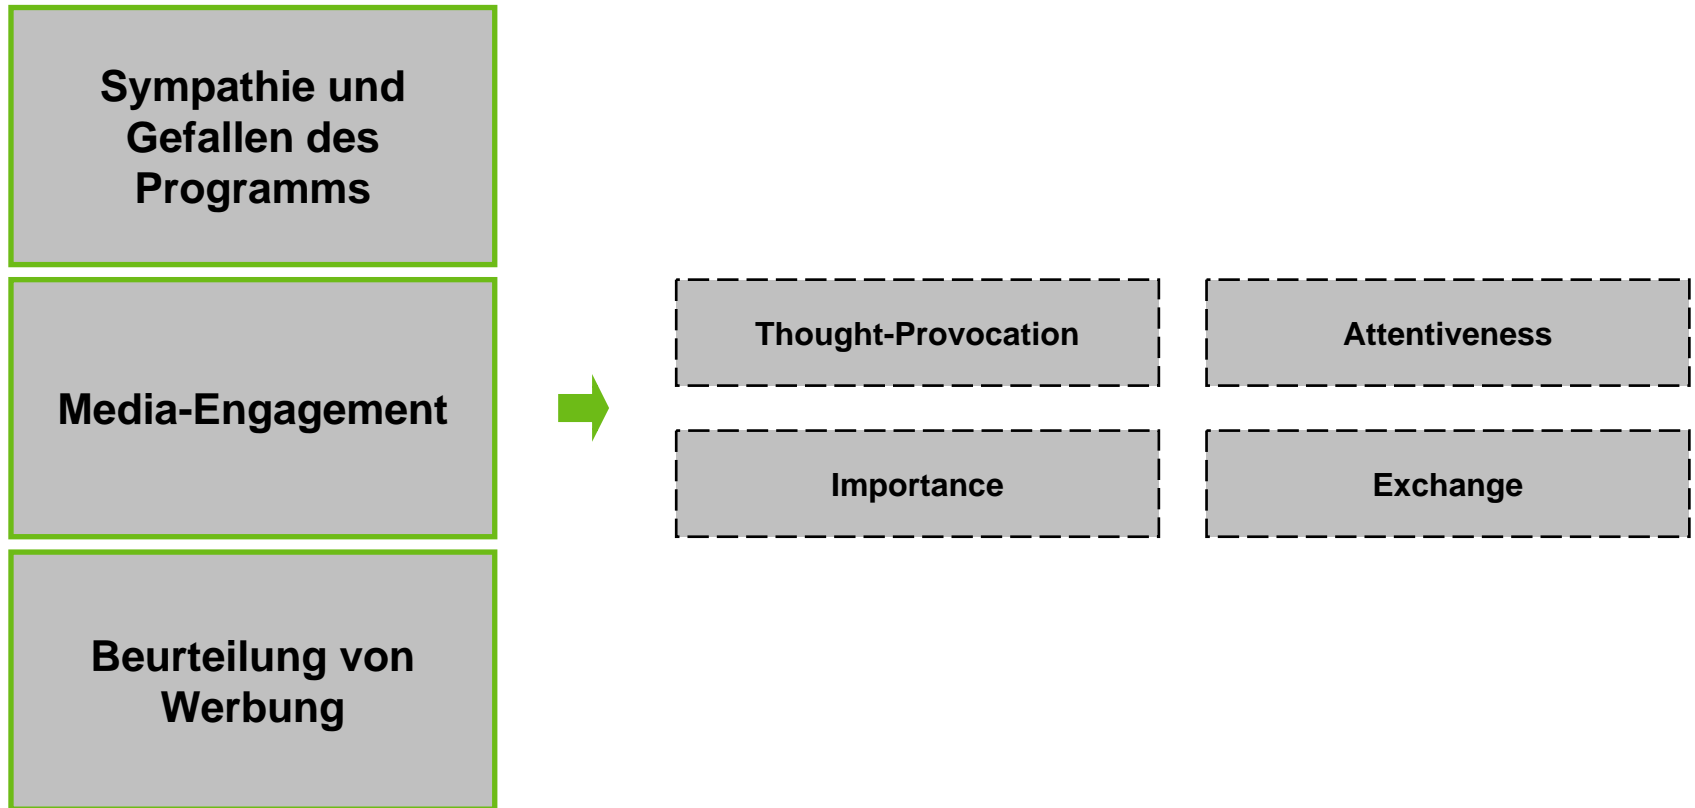 Sympathie und
Gefallen des
Programms
Media-Engagement
Thought-Provocation
Attentiveness
Importance
Exchange
Beurteilung von
Werbung